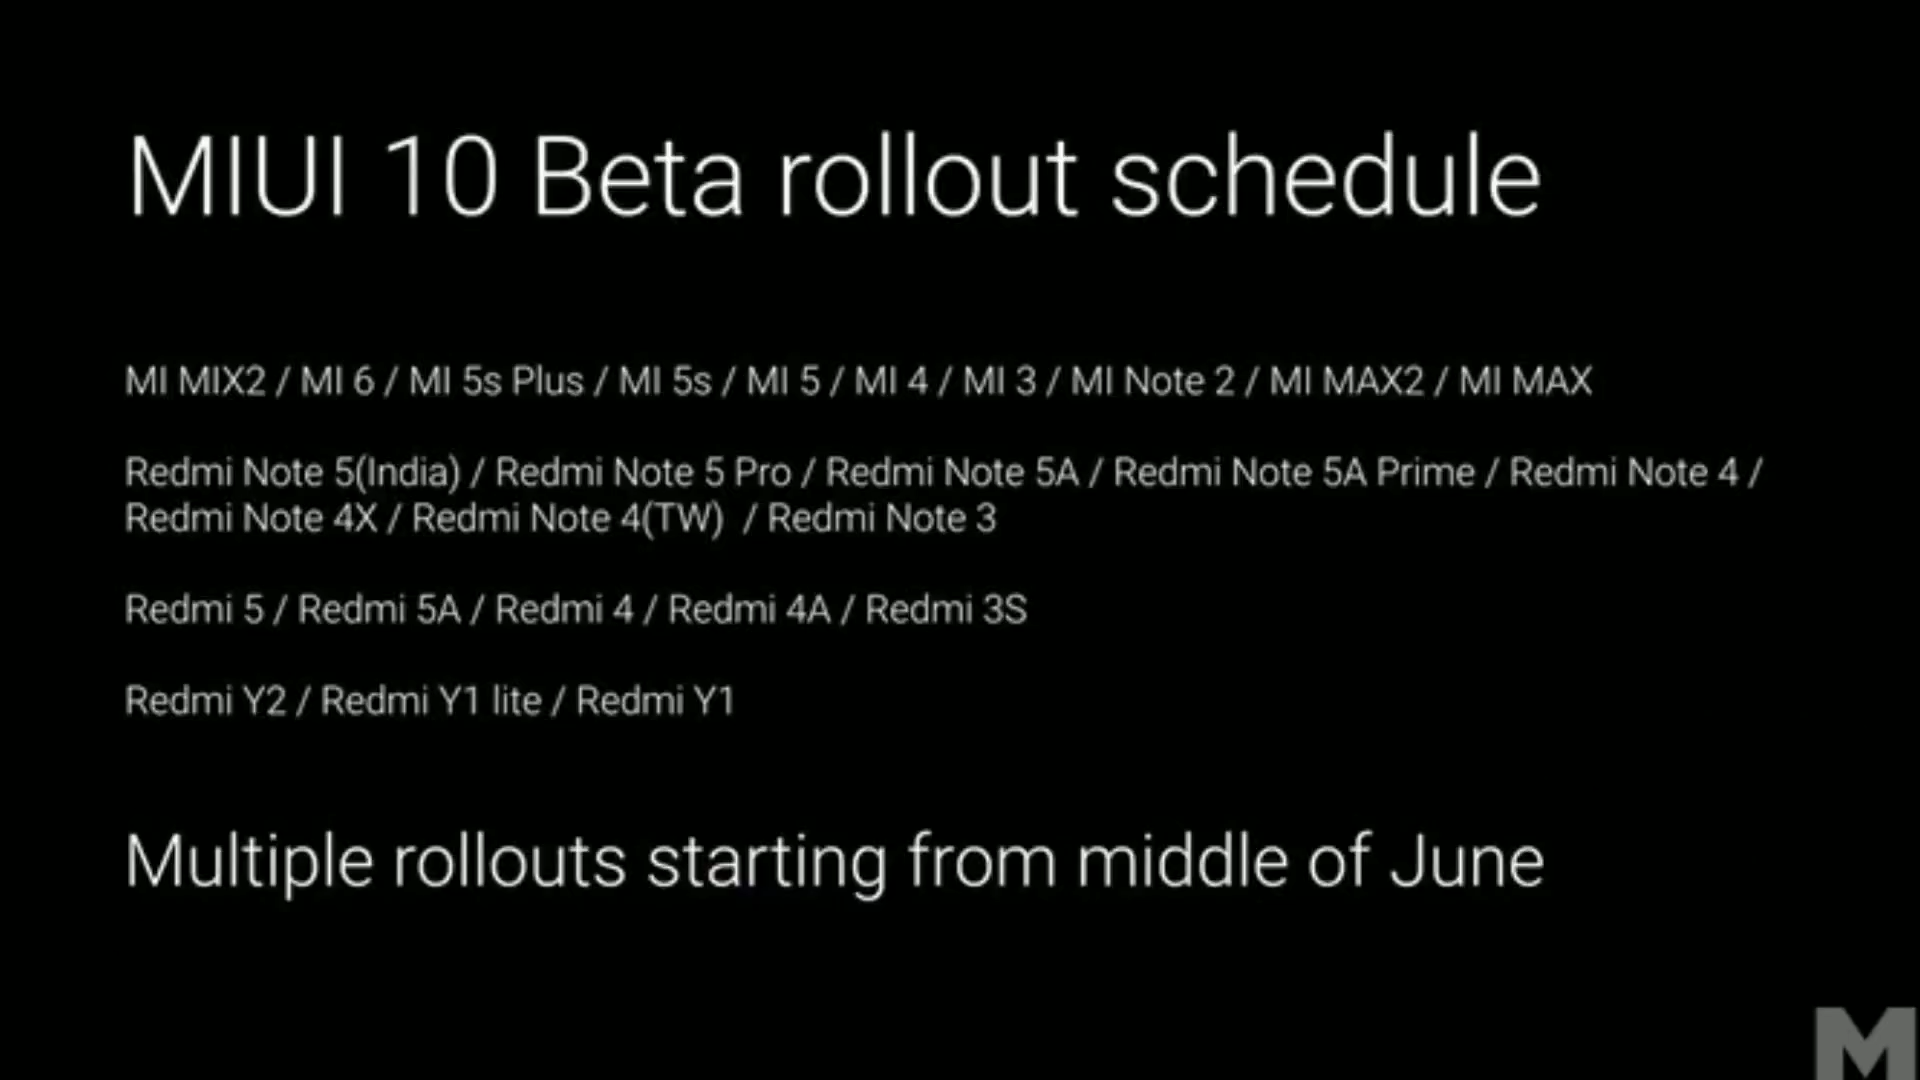 MIUI 10 Beta rollout schedule
MI MIX2 / MI 6 / MI 5s Plus / MI 5s / MI 5 / MI 4 / MI 3 / MI Note 2 / MI MAX2 / MI MAX
Redmi Note 5(India) / Redmi Note 5 Pro / Redmi Note 5A / Redmi Note 5A Prime / Redmi Note 4 /
Redmi Note 4X / Redmi Note 4(TW)  / Redmi Note 3
Redmi 5 / Redmi 5A / Redmi 4 / Redmi 4A / Redmi 3S
Redmi Y2 / Redmi Y1 lite / Redmi Y1
Multiple rollouts starting from middle of June
M